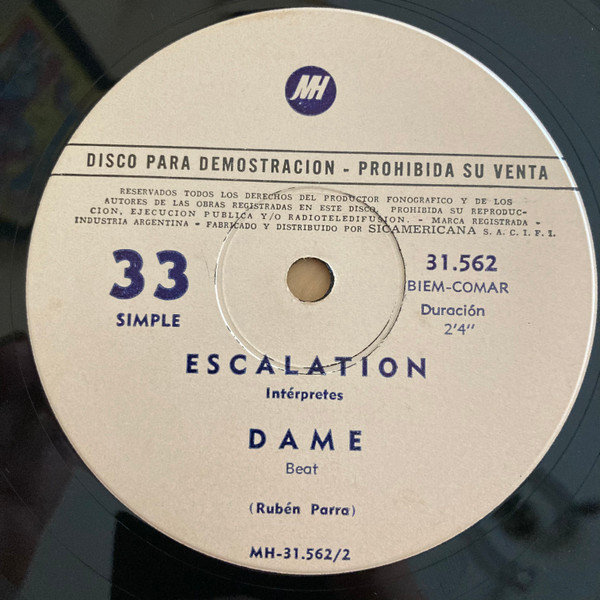 MH
DISCO PARA DEMOSTRACION - PROHIBIDA SU VENTA
RESERVADOS TODOS LOS DERECHOS DEL PRODUCTOR FONOGRAFICO Y DE LOS
AUTORES DE LAS OBRAS REGISTRADAS EN ESTE DISCO, PROHIBIDA SU REPRODUC-
CION, EJECUCION PUBLICA Y/O RADIOTELEDIFUSION. - MARCA REGISTRADA -
INDUSTRIA ARGENTINA - FABRICADO Y DISTRIBUIDO POR SICAMERICANA S. A. C. I. F. I.
33
SIMPLE
31.562
BIEM-COMAR
Duración
2'4"
ESCALATION
Intérpretes
DAME
Beat
(Rubén Parra)
MH-31.562/2